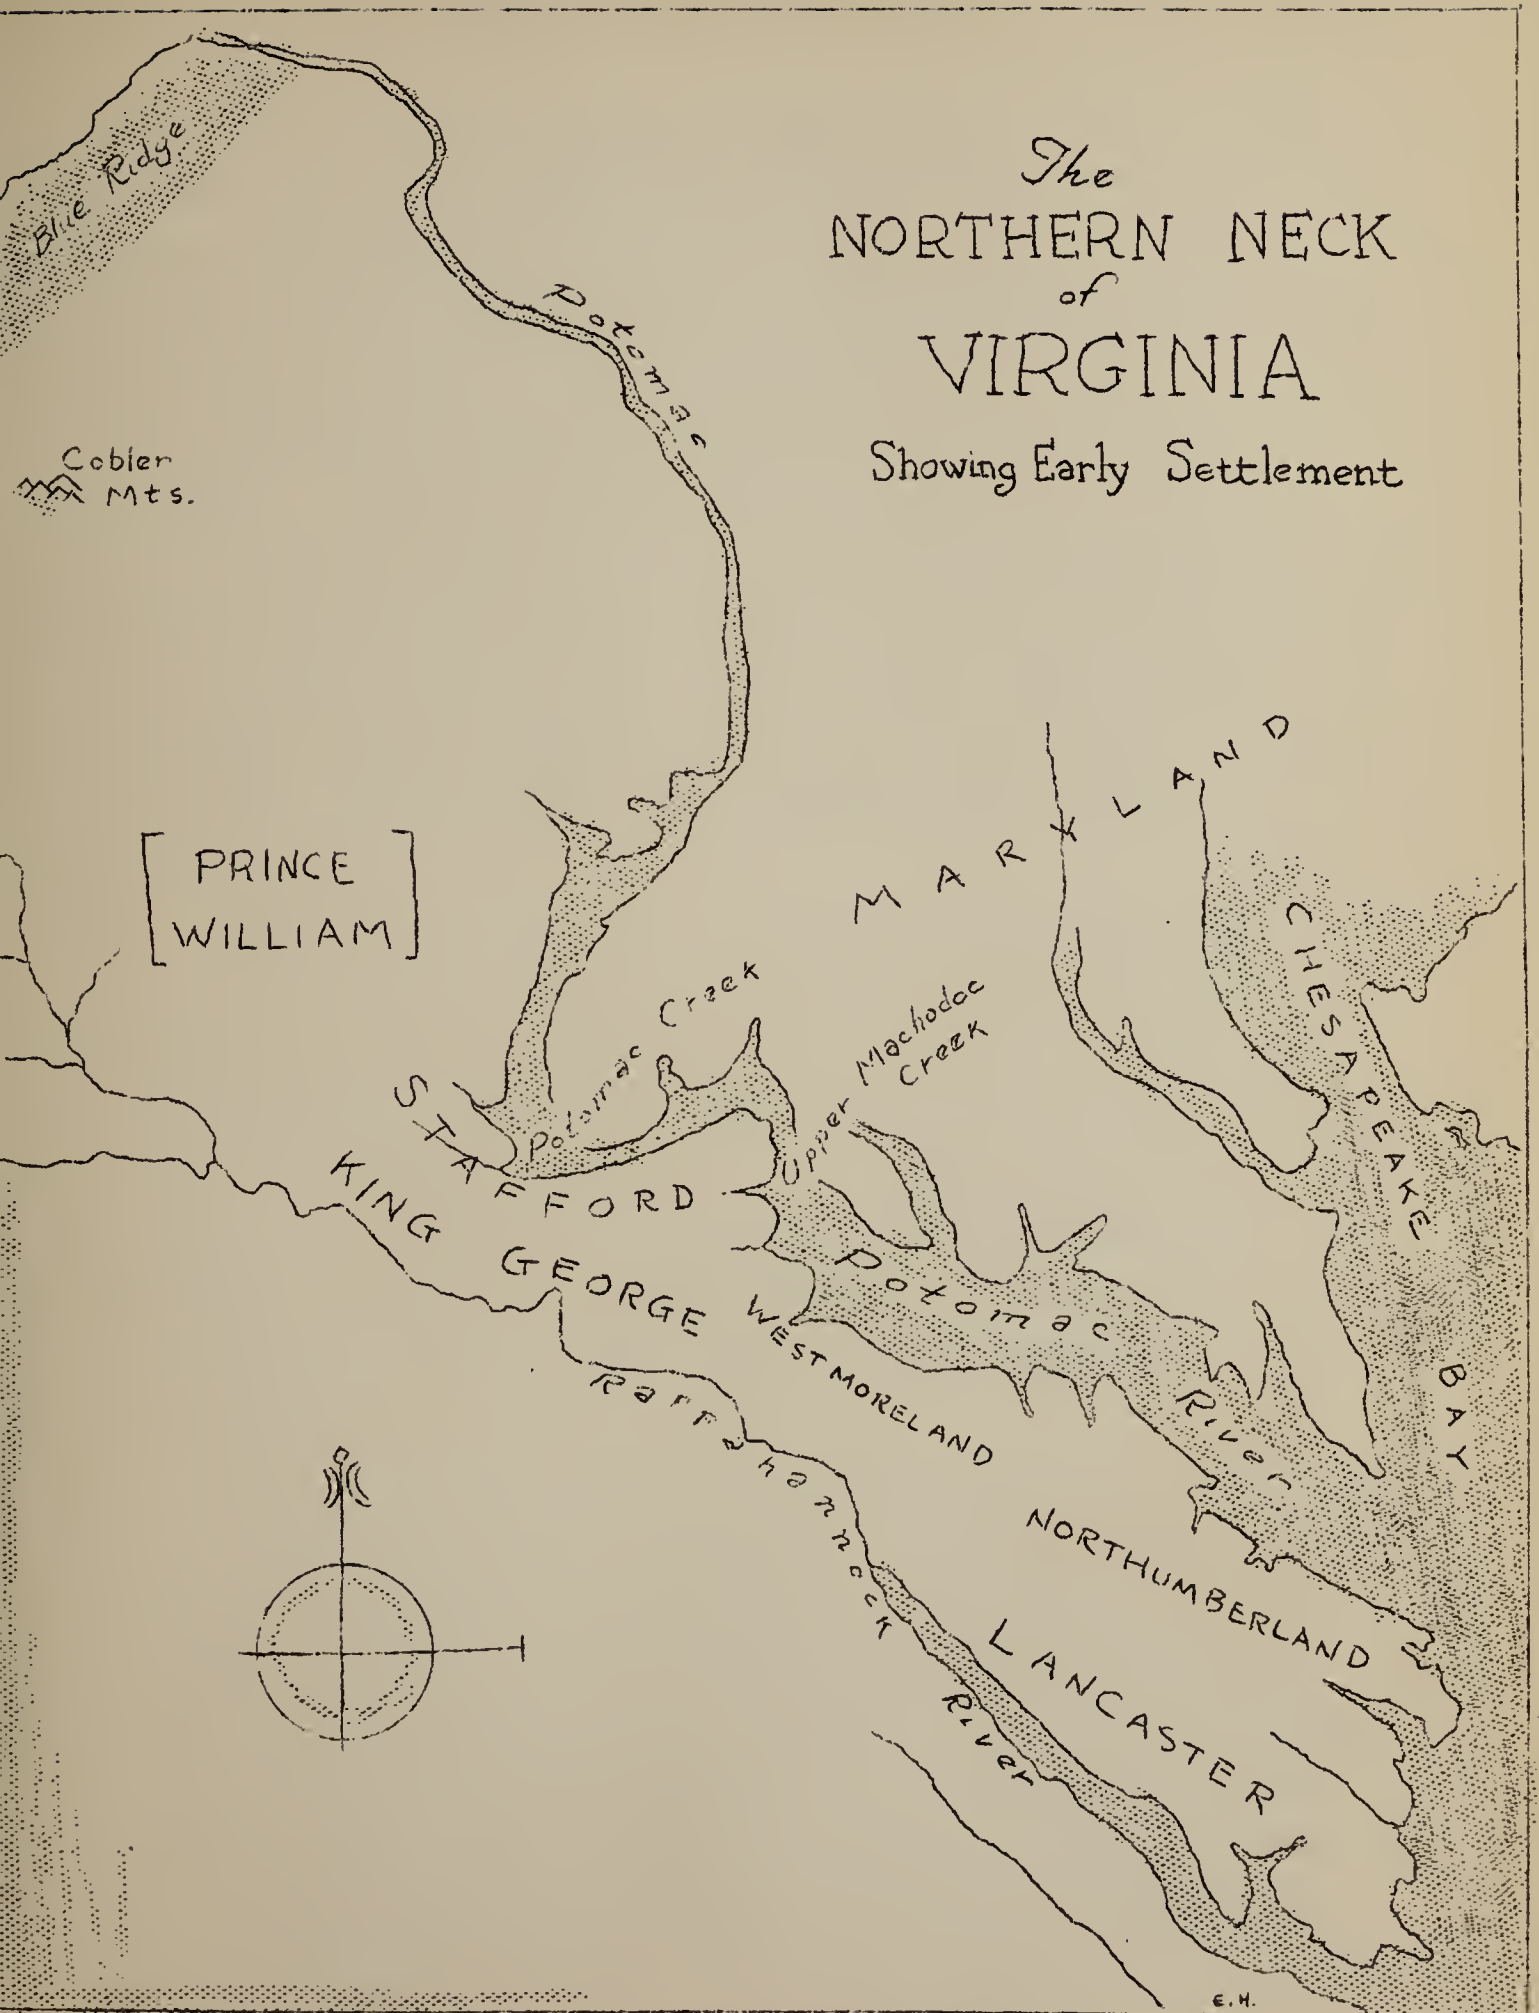 The
NORTHERN NECK
of
VIRGINIA
Showing Early Settlement
Blue Ridge
Potomac
Cobler
Mts.
MARYLAND
[PRINCE
WILLIAM]
CHESAPEAKE
BAY
Potomac Creek
Upper Machodoc
Creek
STAFFORD
KING GEORGE
Potomac River
WESTMORELAND
Rappahannock River
NORTHUMBERLAND
LANCASTER
E.H.